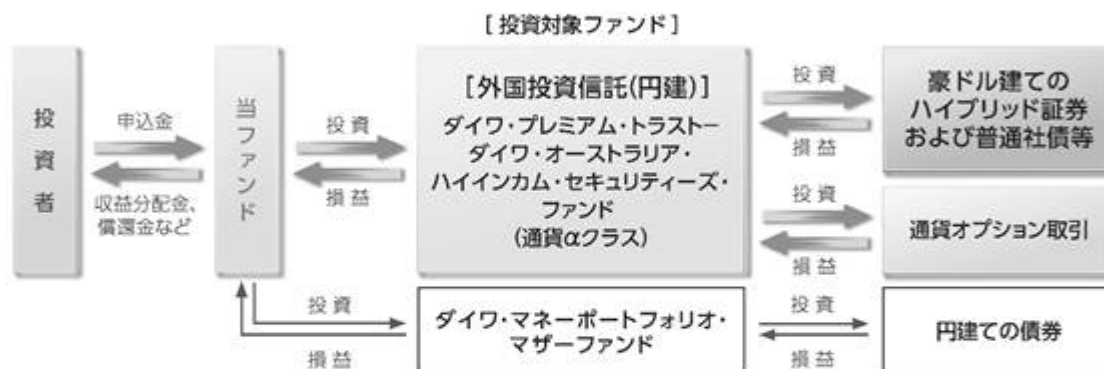 [投資対象ファンド]
投資者
申込金
収益分配金、
償還金など
当ファンド
投資
損益
[外国投資信託(円建)]
ダイワ・プレミアム・トラスト－
ダイワ・オーストラリア・
ハイインカム・セキュリティーズ・
ファンド
(通貨αクラス)
投資
損益
豪ドル建ての
ハイブリッド証券
および普通社債等
投資
損益
通貨オプション取引
投資
損益
ダイワ・マネーポートフォリオ・
マザーファンド
投資
損益
円建ての債券